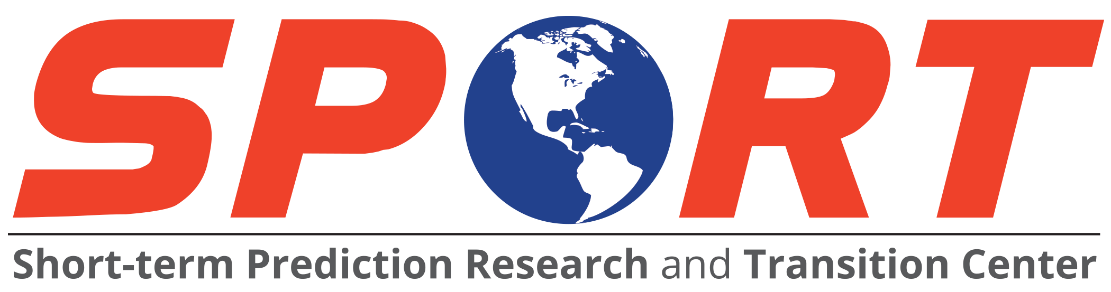 SPORT
Short-term Prediction Research and Transition Center